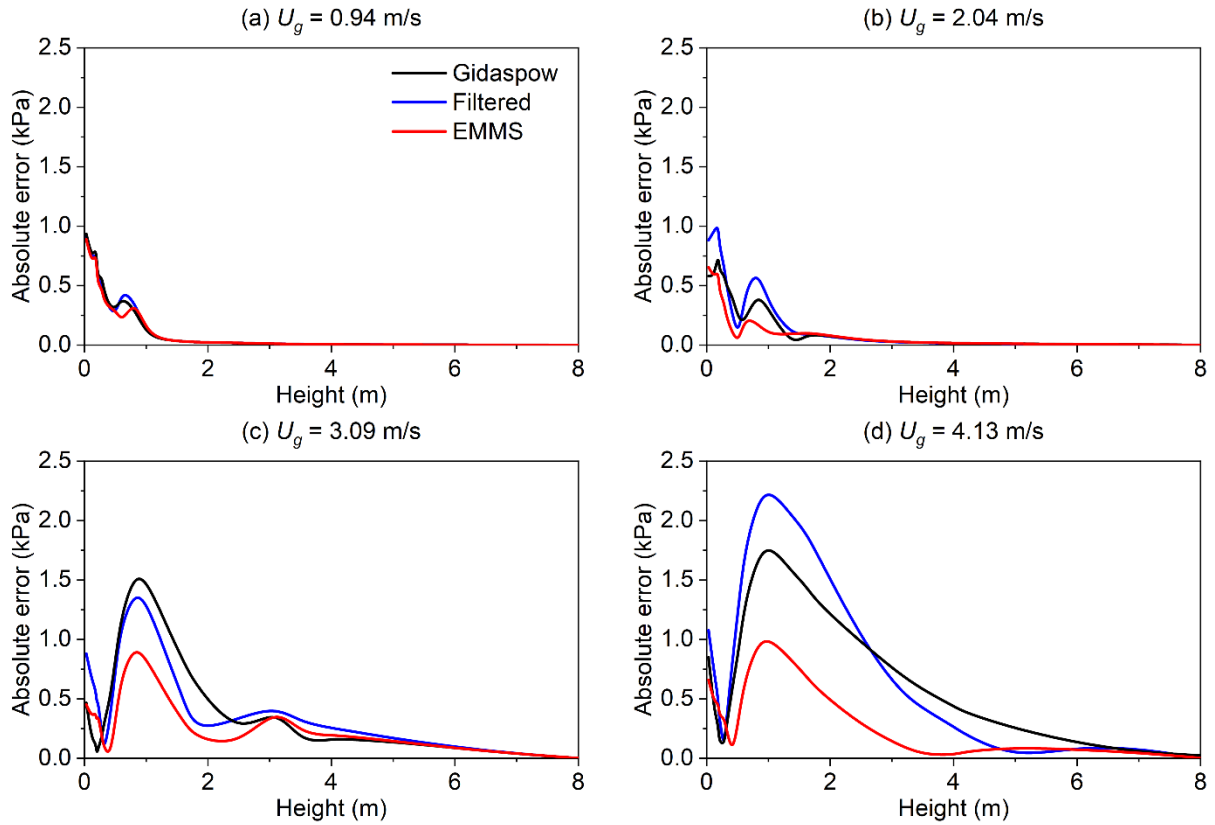 (a) U_g = 0.94 m/s
2.5
2.0
1.5
1.0
0.5
0.0
Absolute error (kPa)
Gidaspow
Filtered
EMMS
0 2 4 6 8
Height (m)
(b) U_g = 2.04 m/s
2.5
2.0
1.5
1.0
0.5
0.0
Absolute error (kPa)
0 2 4 6 8
Height (m)
(c) U_g = 3.09 m/s
2.5
2.0
1.5
1.0
0.5
0.0
Absolute error (kPa)
0 2 4 6 8
Height (m)
(d) U_g = 4.13 m/s
2.5
2.0
1.5
1.0
0.5
0.0
Absolute error (kPa)
0 2 4 6 8
Height (m)